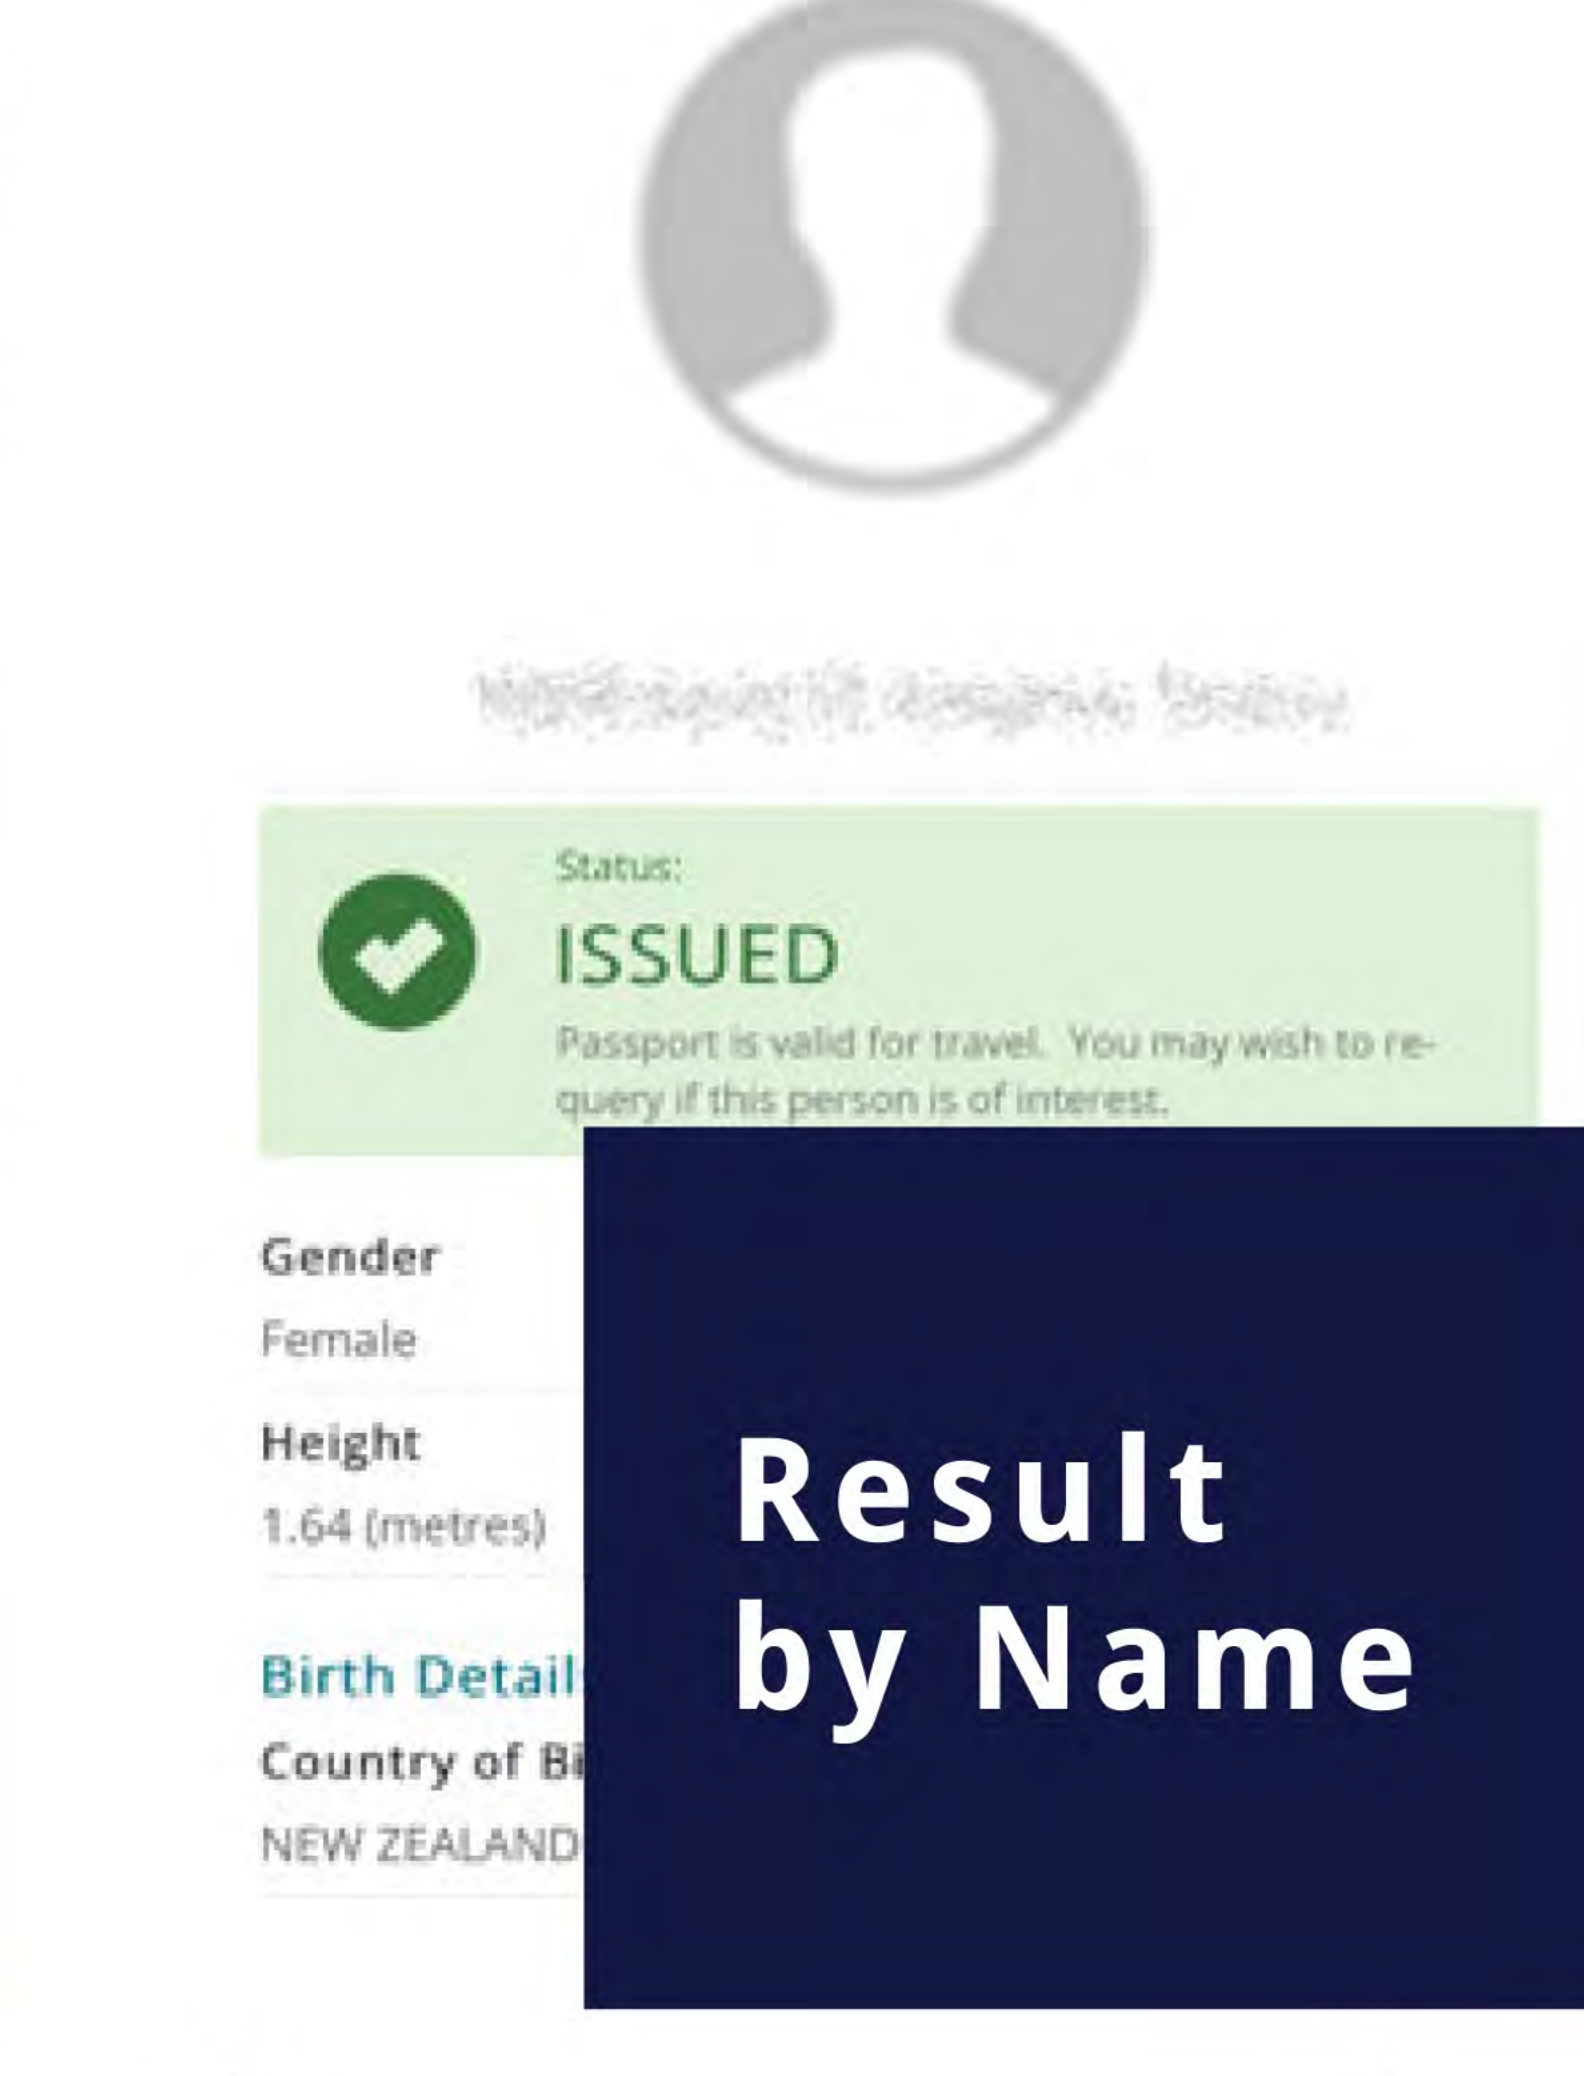 Status:
ISSUED
Passport is valid for travel. You may wish to re-
query if this person is of interest.
Gender
Female
Height
1.64 (metres)
Birth Details
Country of Bi
NEW ZEALAND
Result
by Name